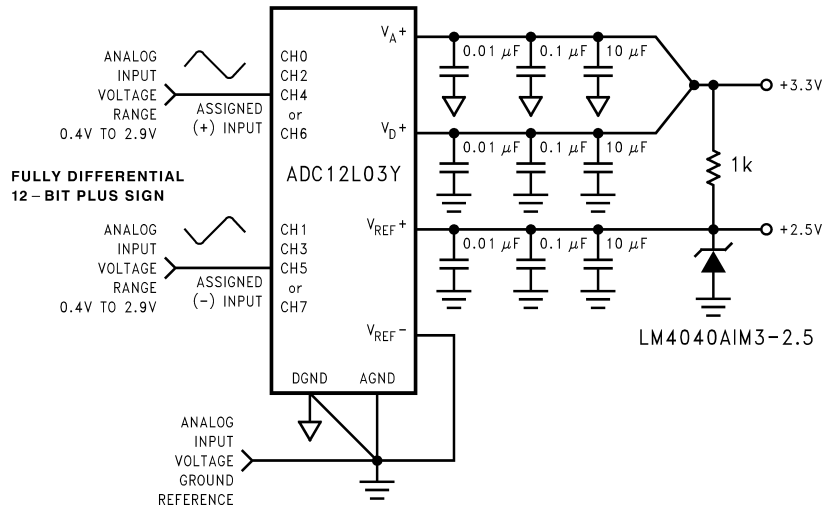 V_A+
0.01 µF
0.1 µF
10 µF
+3.3V
ANALOG
INPUT
VOLTAGE
RANGE
0.4V TO 2.9V
ASSIGNED
(+) INPUT
CH0
CH2
CH4
or
CH6
V_D+
0.01 µF
0.1 µF
10 µF
1k
FULLY DIFFERENTIAL
12-BIT PLUS SIGN
ADC12L03Y
V_REF+
0.01 µF
0.1 µF
10 µF
+2.5V
ANALOG
INPUT
VOLTAGE
RANGE
0.4V TO 2.9V
ASSIGNED
(-) INPUT
CH1
CH3
CH5
or
CH7
V_REF-
LM4040AIM3-2.5
DGND
AGND
ANALOG
INPUT
VOLTAGE
GROUND
REFERENCE